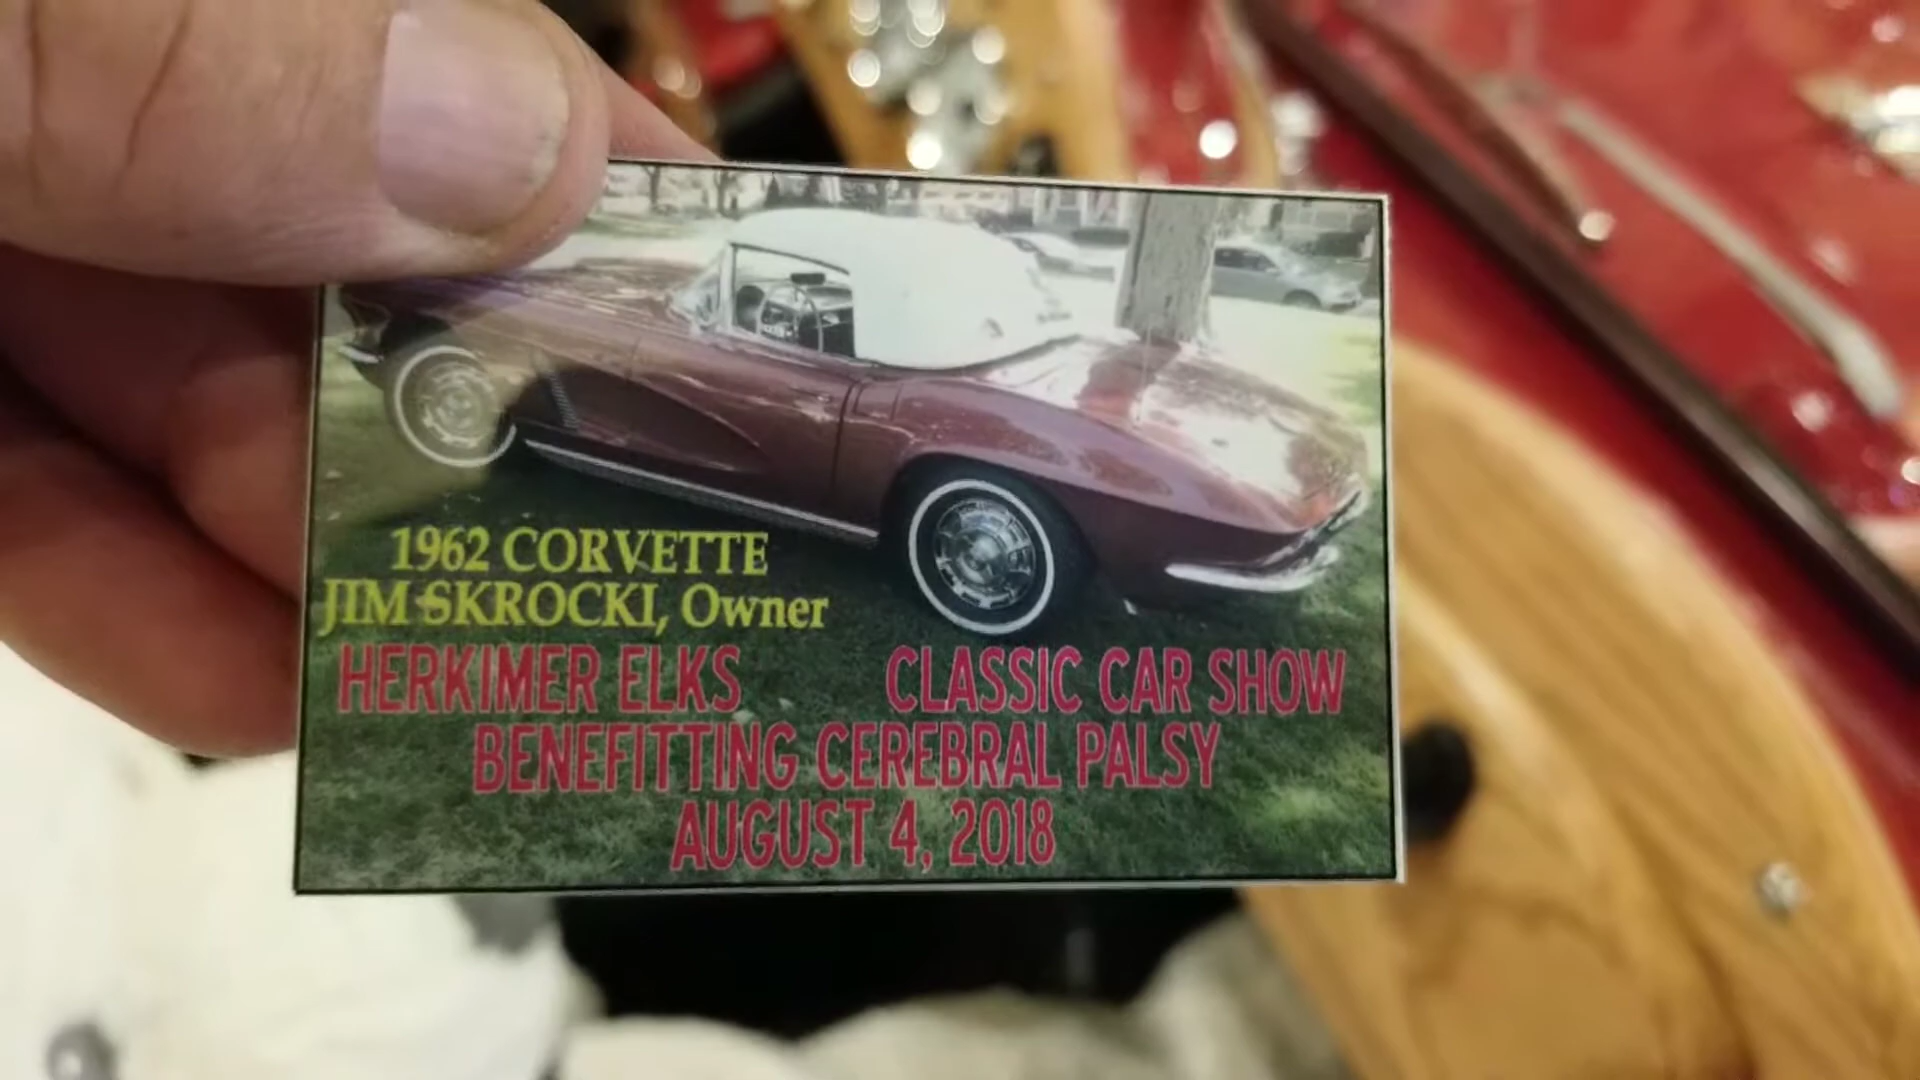 1962 CORVETTE
JIM SKROCKI, Owner
HERKIMER ELKS CLASSIC CAR SHOW
BENEFITTING CEREBRAL PALSY
AUGUST 4, 2018